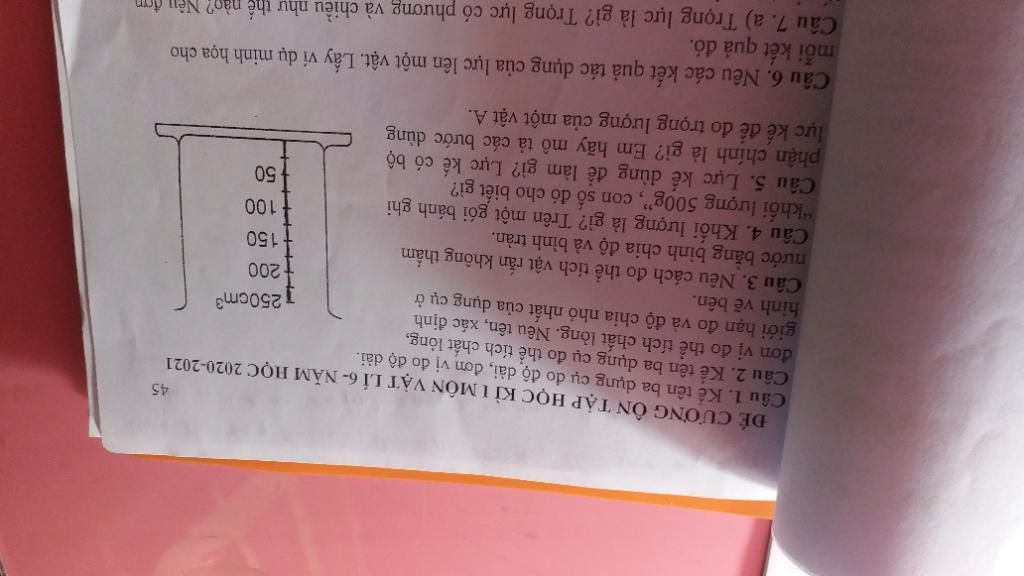 45
ĐỀ CƯƠNG ÔN TẬP HỌC KÌ I MÔN VẬT LÍ 6- NĂM HỌC 2020-2021
Câu 1. Kể tên ba dụng cụ đo độ dài, đơn vị đo độ dài.
Câu 2. Kể tên ba dụng cụ đo thể tích chất lỏng,
đơn vị đo thể tích chất lỏng. Nêu tên, xác định
giới hạn đo và độ chia nhỏ nhất của dụng cụ ở
hình vẽ bên.
Câu 3. Nêu cách đo thể tích vật rắn không thấm
nước bằng bình chia độ và bình tràn.
Câu 4. Khối lượng là gì? Trên một gói bánh ghi
“khối lượng 500g”, con số đó cho biết gì?
Câu 5. Lực kế dùng để làm gì? Lực kế có bộ
phận chính là gì? Em hãy mô tả các bước dùng
lực kế để đo trọng lượng của một vật A.
250cm³
200
150
100
50
Câu 6. Nêu các kết quả tác dụng của lực lên một vật. Lấy ví dụ minh họa cho
mỗi kết quả đó.
Câu 7. a) Trọng lực là gì? Trọng lực có phương và chiều như thế nào? Nêu đơn